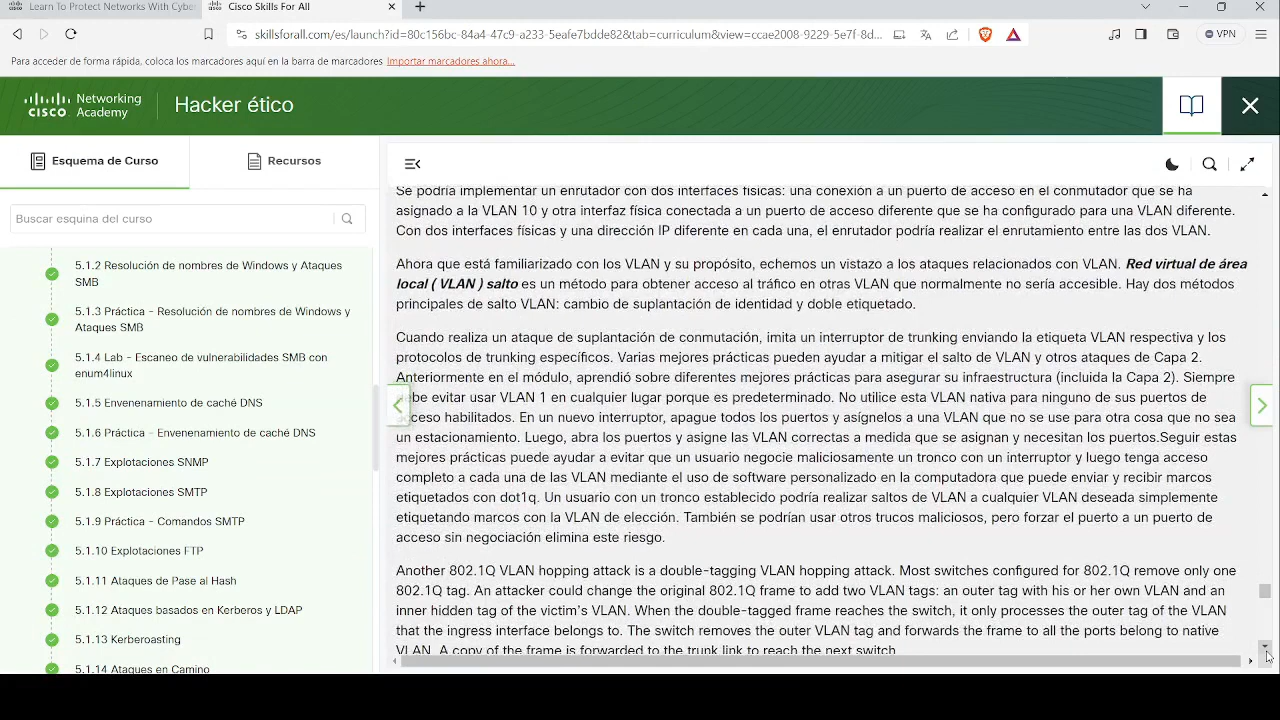 Learn To Protect Networks With Cybe
Cisco Skills For All
skillsforall.com/es/launch?id=80c156bc-84a4-47c9-a233-5eafe7bdde82&tab=curriculum&view=ccae2008-9229-5e7f-8d...
VPN
Para acceder de forma rápida, coloca los marcadores aquí en la barra de marcadores Importar marcadores ahora...
Networking
CISCO Academy
Hacker ético
Esquema de Curso
Recursos
Buscar esquina del curso
5.1.2 Resolución de nombres de Windows y Ataques
SMB
5.1.3 Práctica - Resolución de nombres de Windows y
Ataques SMB
5.1.4 Lab - Escaneo de vulnerabilidades SMB con
enum4linux
5.1.5 Envenenamiento de caché DNS
5.1.6 Práctica - Envenenamiento de caché DNS
5.1.7 Explotaciones SNMP
5.1.8 Explotaciones SMTP
5.1.9 Práctica - Comandos SMTP
5.1.10 Explotaciones FTP
5.1.11 Ataques de Pase al Hash
5.1.12 Ataques basados en Kerberos y LDAP
5.1.13 Kerberoasting
5.1.14 Ataques en Camino
Se podría implementar un enrutador con dos interfaces físicas: una conexión a un puerto de acceso en el conmutador que se ha
asignado a la VLAN 10 y otra interfaz física conectada a un puerto de acceso diferente que se ha configurado para una VLAN diferente.
Con dos interfaces físicas y una dirección IP diferente en cada una, el enrutador podría realizar el enrutamiento entre las dos VLAN.
Ahora que está familiarizado con los VLAN y su propósito, echemos un vistazo a los ataques relacionados con VLAN. Red virtual de área
local ( VLAN ) salto es un método para obtener acceso al tráfico en otras VLAN que normalmente no sería accesible. Hay dos métodos
principales de salto VLAN: cambio de suplantación de identidad y doble etiquetado.
Cuando realiza un ataque de suplantación de conmutación, imita un interruptor de trunking enviando la etiqueta VLAN respectiva y los
protocolos de trunking específicos. Varias mejores prácticas pueden ayudar a mitigar el salto de VLAN y otros ataques de Capa 2.
Anteriormente en el módulo, aprendió sobre diferentes mejores prácticas para asegurar su infraestructura (incluida la Capa 2). Siempre
debe evitar usar VLAN 1 en cualquier lugar porque es predeterminado. No utilice esta VLAN nativa para ninguno de sus puertos de
acceso habilitados. En un nuevo interruptor, apague todos los puertos y asígnelos a una VLAN que no se use para otra cosa que no sea
un estacionamiento. Luego, abra los puertos y asigne las VLAN correctas a medida que se asignan y necesitan los puertos.Seguir estas
mejores prácticas puede ayudar a evitar que un usuario negocie maliciosamente un tronco con un interruptor y luego tenga acceso
completo a cada una de las VLAN mediante el uso de software personalizado en la computadora que puede enviar y recibir marcos
etiquetados con dot1q. Un usuario con un tronco establecido podría realizar saltos de VLAN a cualquier VLAN deseada simplemente
etiquetando marcos con la VLAN de elección. También se podrían usar otros trucos maliciosos, pero forzar el puerto a un puerto de
acceso sin negociación elimina este riesgo.
Another 802.1Q VLAN hopping attack is a double-tagging VLAN hopping attack. Most switches configured for 802.1Q remove only one
802.1Q tag. An attacker could change the original 802.1Q frame to add two VLAN tags: an outer tag with his or her own VLAN and an
inner hidden tag of the victim's VLAN. When the double-tagged frame reaches the switch, it only processes the outer tag of the VLAN
that the ingress interface belongs to. The switch removes the outer VLAN tag and forwards the frame to all the ports belong to native
VLAN. A copy of the frame is forwarded to the trunk link to reach the next switch